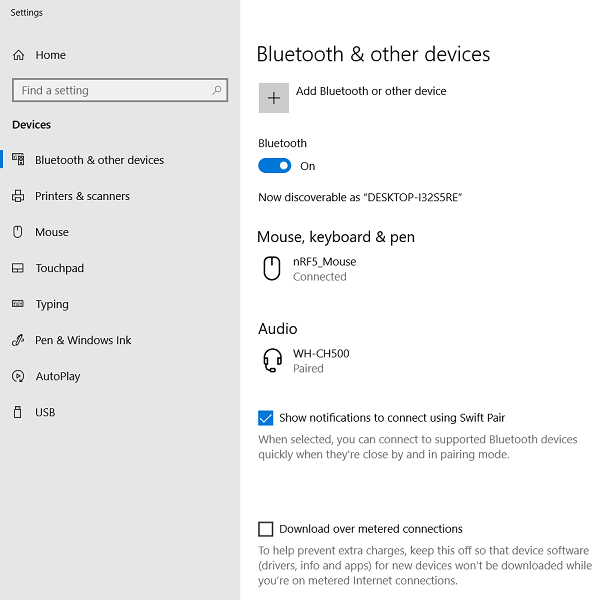 Settings
Home
Find a setting
Devices
Bluetooth & other devices
Printers & scanners
Mouse
Touchpad
Typing
Pen & Windows Ink
AutoPlay
USB
Bluetooth & other devices
Add Bluetooth or other device
Bluetooth
On
Now discoverable as “DESKTOP-I32S5RE”
Mouse, keyboard & pen
nRF5_Mouse
Connected
Audio
WH-CH500
Paired
Show notifications to connect using Swift Pair
When selected, you can connect to supported Bluetooth devices
quickly when they're close by and in pairing mode.
Download over metered connections
To help prevent extra charges, keep this off so that device software
(drivers, info and apps) for new devices won't be downloaded while
you're on metered Internet connections.